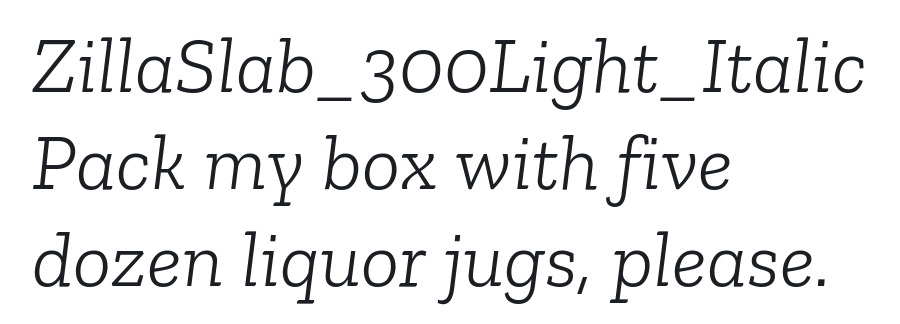 ZillaSlab_300Light_Italic
Pack my box with five
dozen liquor jugs, please.